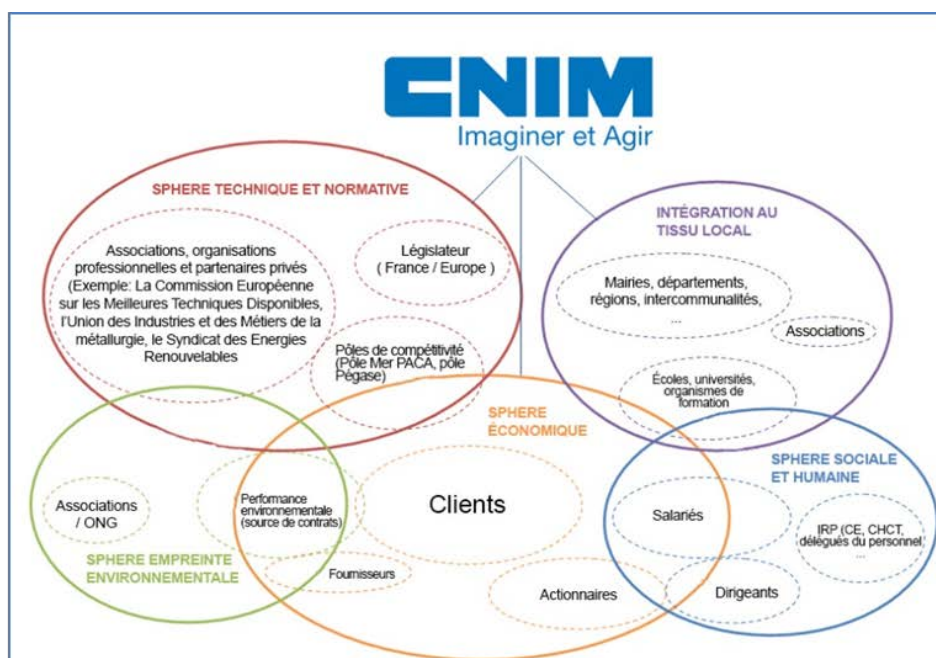 CNIM
Imaginer et Agir
SPHERE TECHNIQUE ET NORMATIVE
Associations, organisations
professionnelles et partenaires privés
(Exemple: La Commission Européenne
sur les Meilleures Techniques Disponibles,
l'Union des Industries et des Métiers de la
métallurgie, le Syndicat des Energies
Renouvelables
Législateur
( France / Europe )
Pôles de compétitivité
(Pôle Mer PACA, pôle
Pégase)
INTÉGRATION AU
TISSU LOCAL
Mairies, départements,
régions, intercommunalités,
...
Associations
Écoles, universités,
organismes de
formation
SPHERE
ÉCONOMIQUE
Clients
Performance
environnementale
(source de contrats)
Fournisseurs
Actionnaires
Associations
/ ONG
SPHERE EMPREINTE
ENVIRONNEMENTALE
SPHERE SOCIALE
ET HUMAINE
Salariés
IRP (CE, CHCT,
délégués du personnel
...
Dirigeants